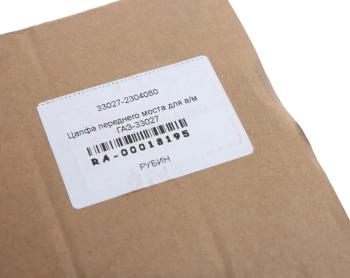 33027-2304080
Цапфа переднего моста для а/м
ГАЗ-33027
RA-00018195
РУБИН